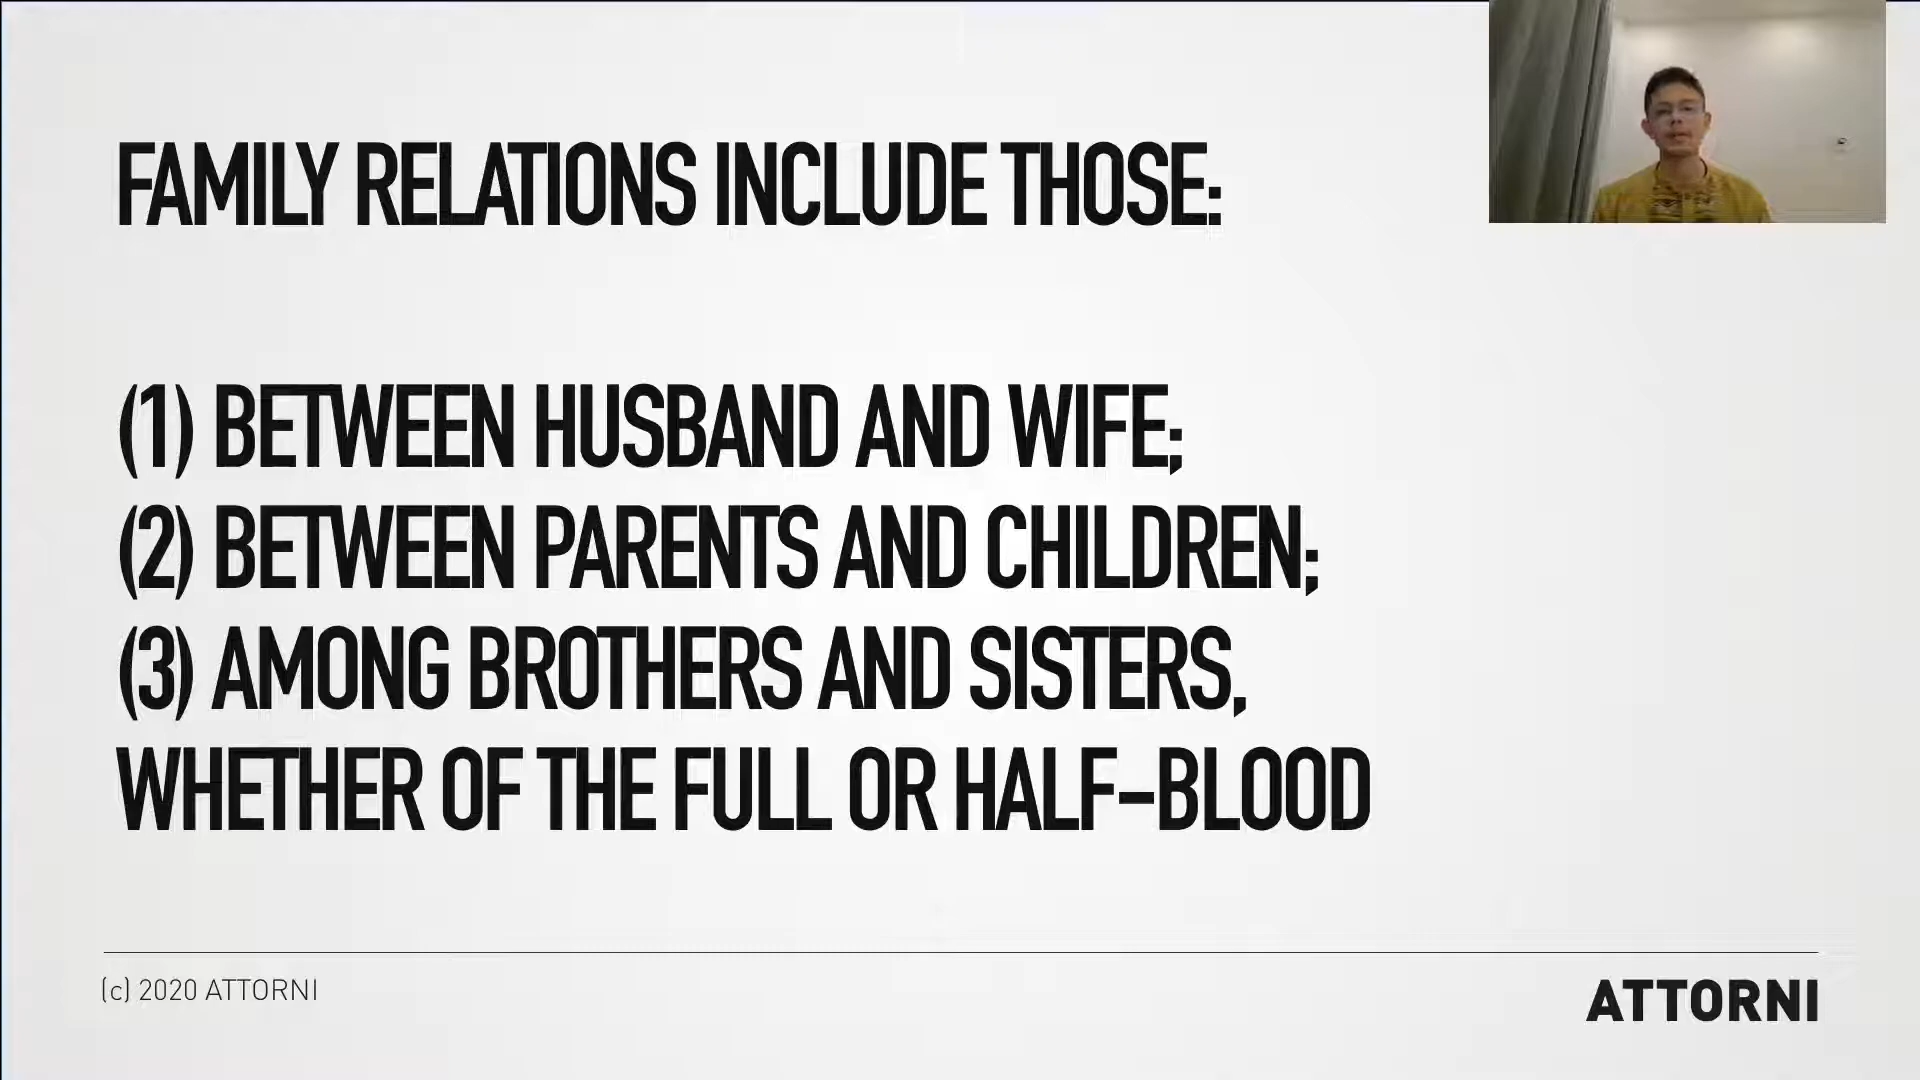 FAMILY RELATIONS INCLUDE THOSE:
(1) BETWEEN HUSBAND AND WIFE;
(2) BETWEEN PARENTS AND CHILDREN;
(3) AMONG BROTHERS AND SISTERS,
WHETHER OF THE FULL OR HALF-BLOOD
(c) 2020 ATTORNI
ATTORNI